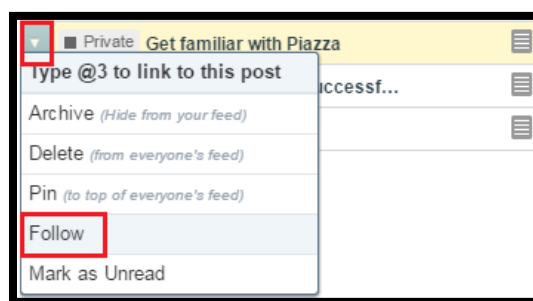 Private Get familiar with Piazza
Type @3 to link to this post
uccessf...
Archive (Hide from your feed)
Delete (from everyone's feed)
Pin (to top of everyone's feed)
Follow
Mark as Unread